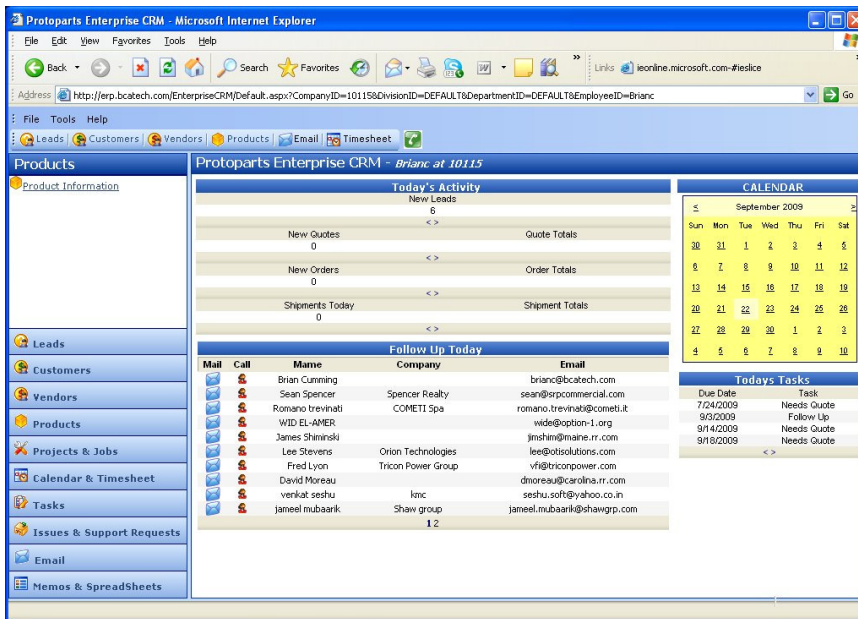 Protoparts Enterprise CRM - Microsoft Internet Explorer
File Edit View Favorites Tools Help
Back Search Favorites » Links ieonline.microsoft.com-#ieslice
Address http://erp.bcatech.com/EnterpriseCRM/Default.aspx?CompanyID=10115&DivisionID=DEFAULT&DepartmentID=DEFAULT&EmployeeID=Brianc Go
File Tools Help
Leads Customers Vendors Products Email Timesheet
Products
Product Information
Leads
Customers
Vendors
Products
Projects & Jobs
Calendar & Timesheet
Tasks
Issues & Support Requests
Email
Memos & SpreadSheets
Protoparts Enterprise CRM - Brianc at 10115
Today's Activity
New Leads
6
< >
New Quotes Quote Totals
0
< >
New Orders Order Totals
0
< >
Shipments Today Shipment Totals
0
< >
Follow Up Today
Mail Call Mame Company Email
Brian Cumming brianc@bcatech.com
Sean Spencer Spencer Realty sean@srpcommercial.com
Romano trevinati COMETI Spa romano.trevinati@cometi.it
WID EL-AMER wide@option-1.org
James Shiminski jimshim@maine.rr.com
Lee Stevens Orion Technologies lee@otisolutions.com
Fred Lyon Tricon Power Group vfi@triconpower.com
David Moreau dmoreau@carolina.rr.com
venkat seshu kmc seshu.soft@yahoo.co.in
jameel mubaarik Shaw group jameel.mubaarik@shawgrp.com
1 2
CALENDAR
< September 2009 >
Sun Mon Tue Wed Thu Fri Sat
30 31 1 2 3 4 5
6 7 8 9 10 11 12
13 14 15 16 17 18 19
20 21 22 23 24 25 26
27 28 29 30 1 2 3
4 5 6 7 8 9 10
Todays Tasks
Due Date Task
7/24/2009 Needs Quote
9/3/2009 Follow Up
9/14/2009 Needs Quote
9/18/2009 Needs Quote
< >